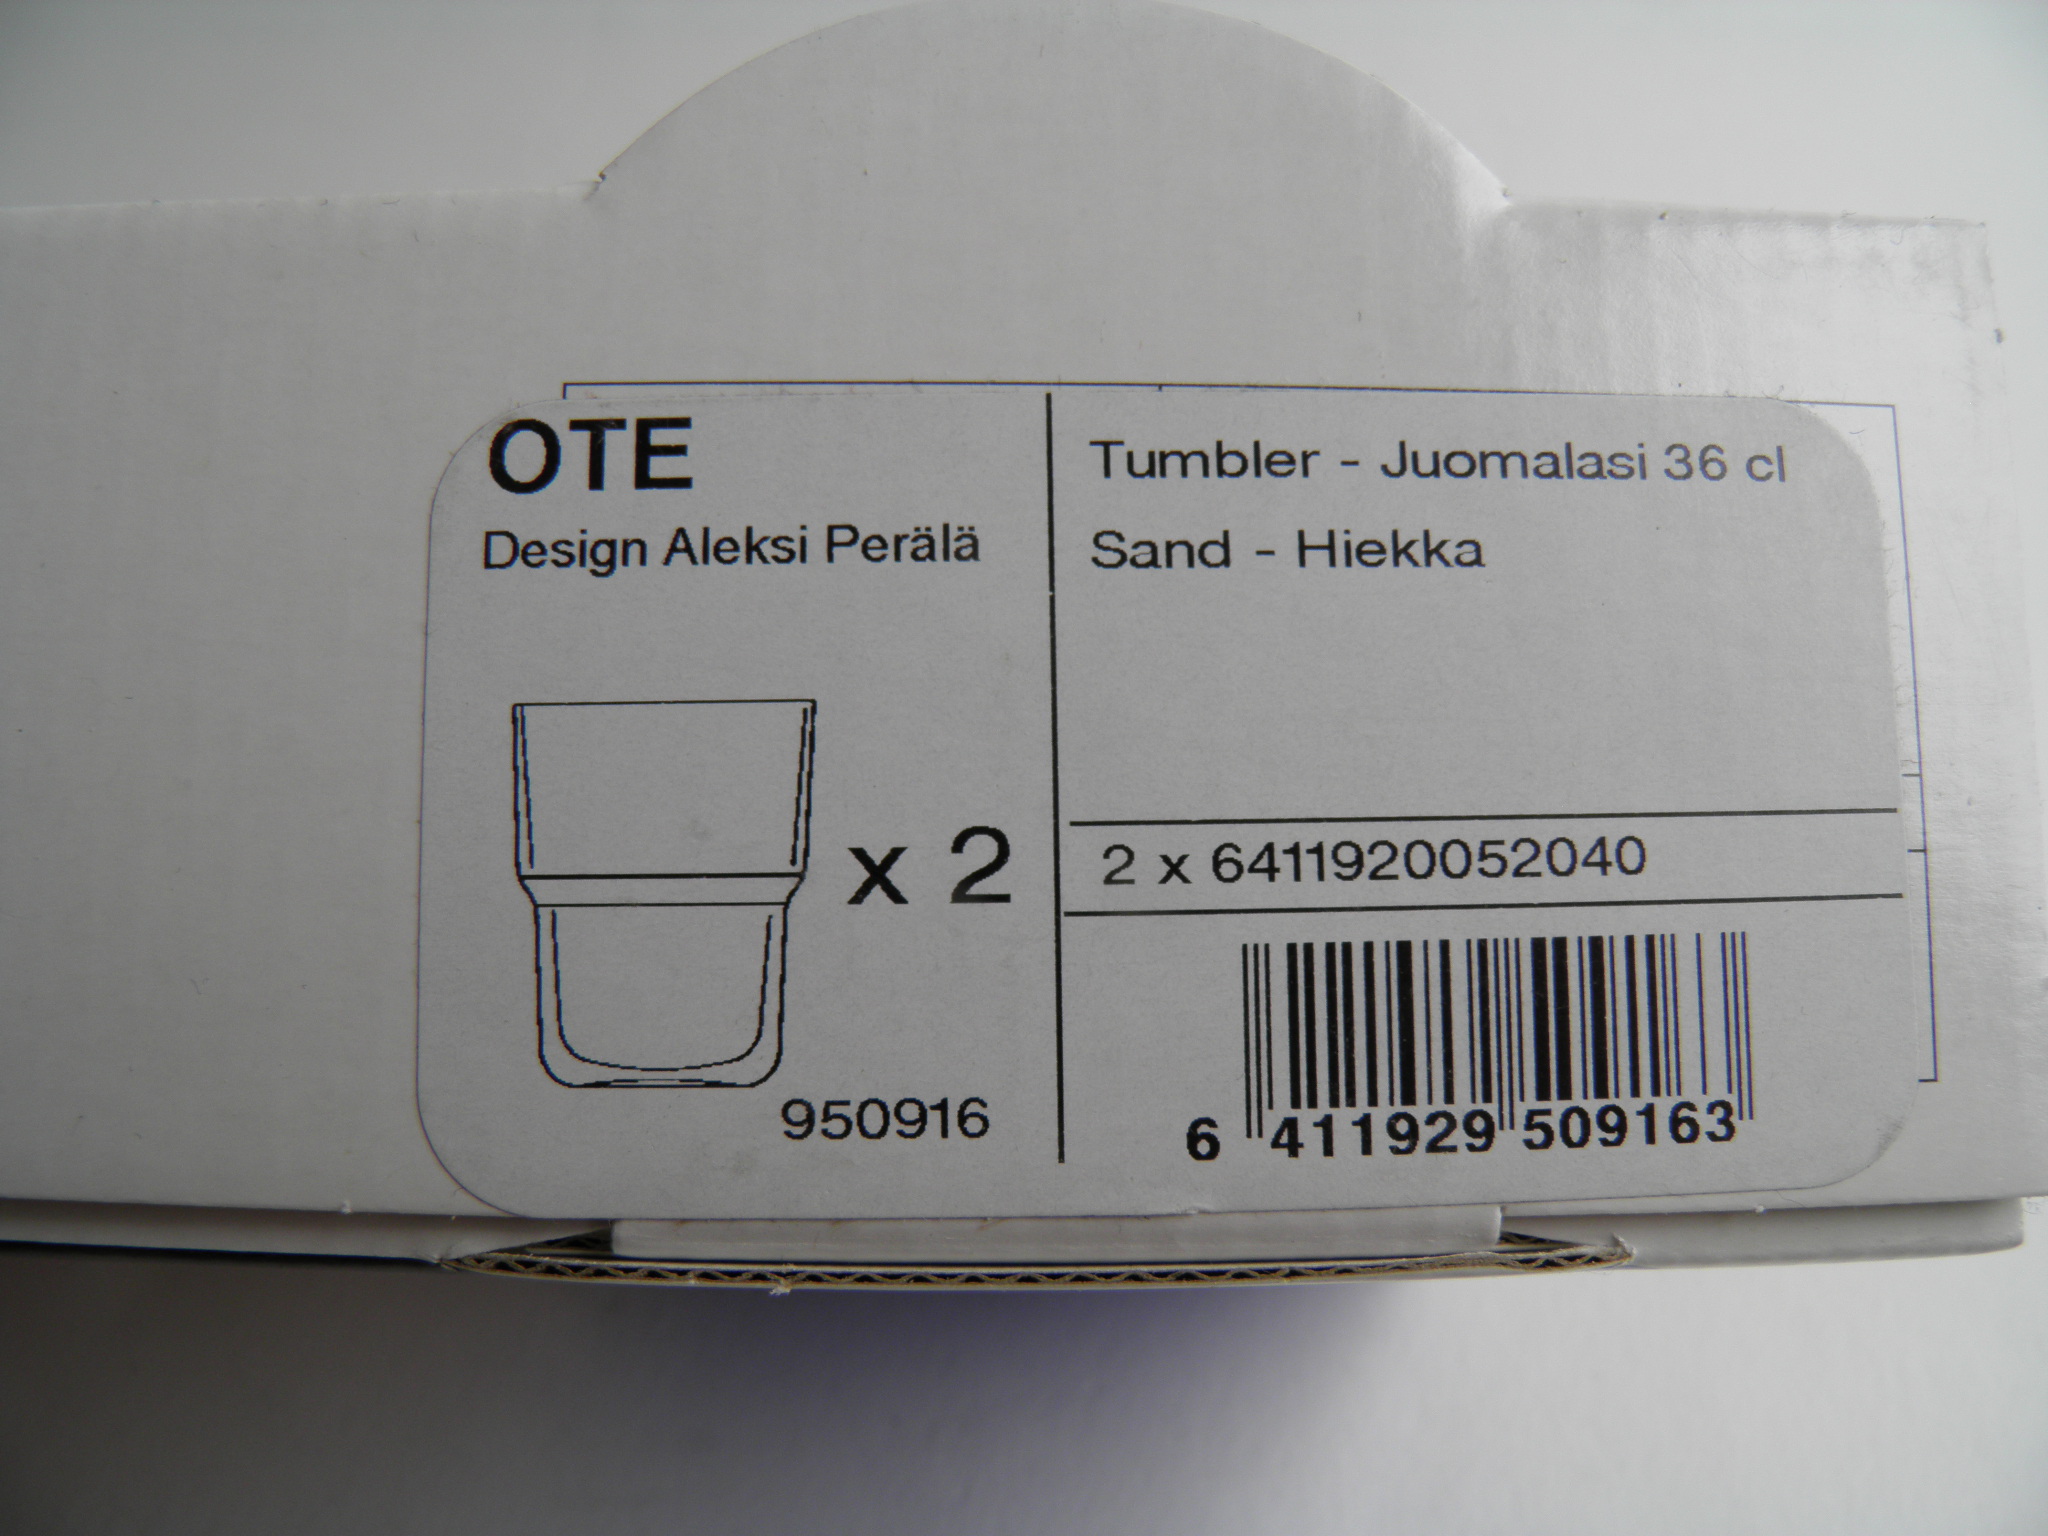 OTE
Design Aleksi Perälä
x 2
950916
Tumbler - Juomalasi 36 cl
Sand - Hiekka
2 x 6411920052040
6 411929 509163